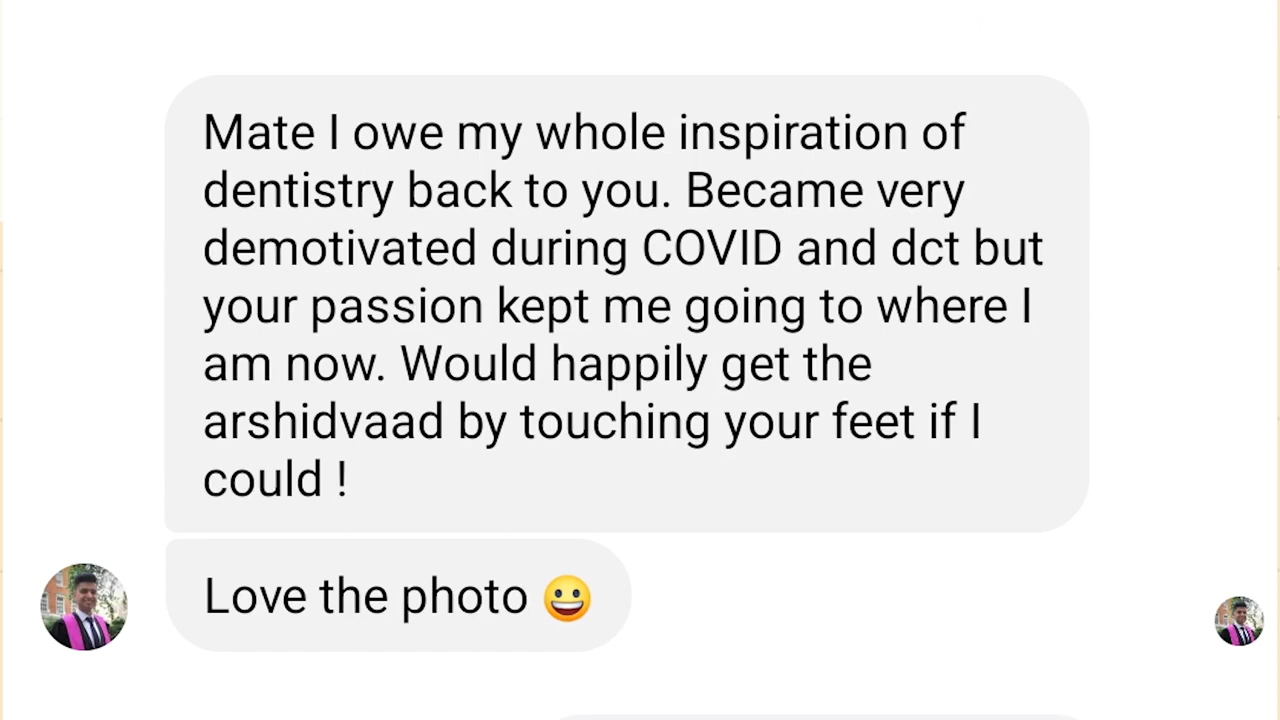 Mate I owe my whole inspiration of
dentistry back to you. Became very
demotivated during COVID and dct but
your passion kept me going to where I
am now. Would happily get the
arshidvaad by touching your feet if I
could !
Love the photo 😀